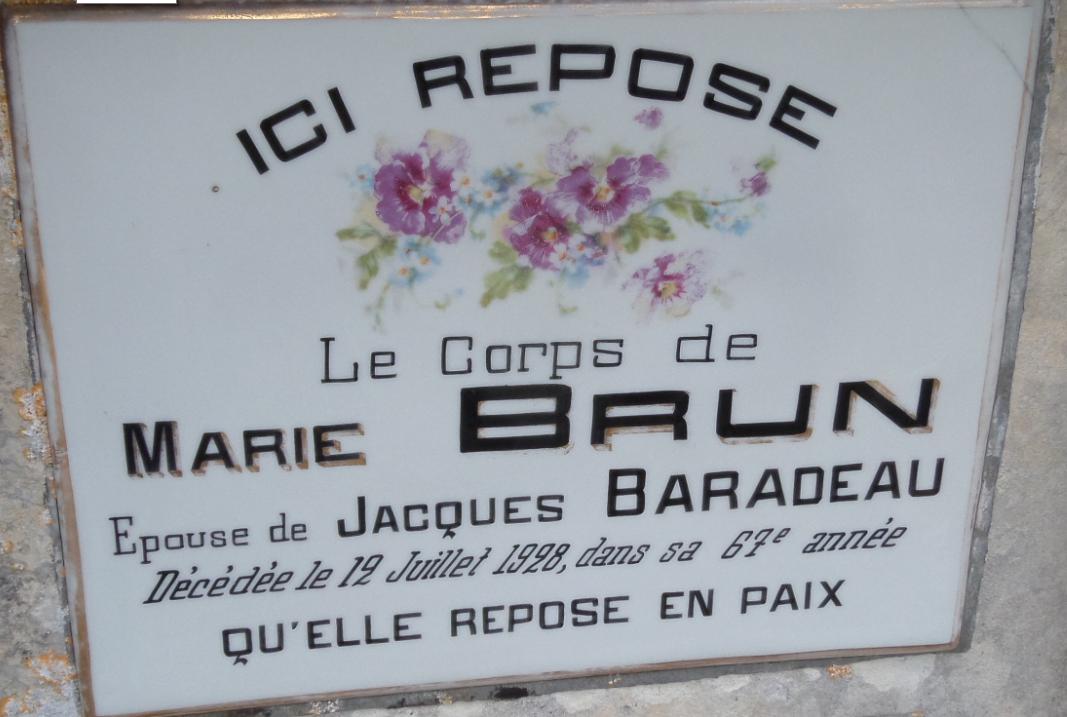 ICI REPOSE
Le Corps de
MARIE BRUN
Epouse de JACQUES BARADEAU
Décédée le 12 Juillet 1928, dans sa 67e année
QU'ELLE REPOSE EN PAIX